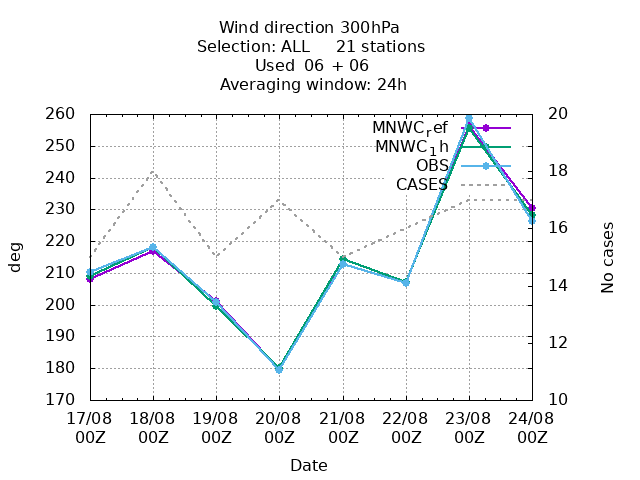 Wind direction 300hPa
Selection: ALL 21 stations
Used 06 + 06
Averaging window: 24h
260
250
240
230
220
210
200
190
180
170
20
18
16
14
12
10
deg
No cases
MNWCref
MNWC1h
OBS
CASES
17/08 18/08 19/08 20/08 21/08 22/08 23/08 24/08
00Z 00Z 00Z 00Z 00Z 00Z 00Z 00Z
Date